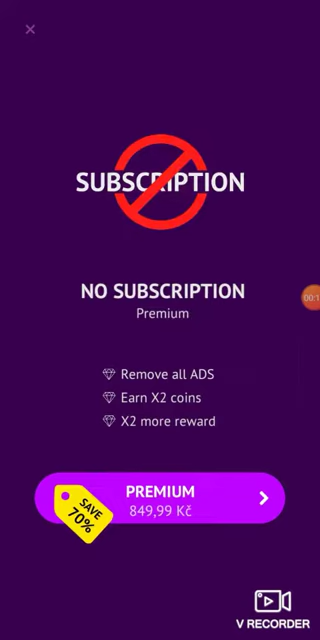 SUBSCRIPTION
NO SUBSCRIPTION
Premium
Remove all ADS
Earn X2 coins
X2 more reward
PREMIUM
849,99 Kč
SAVE
70%
V RECORDER